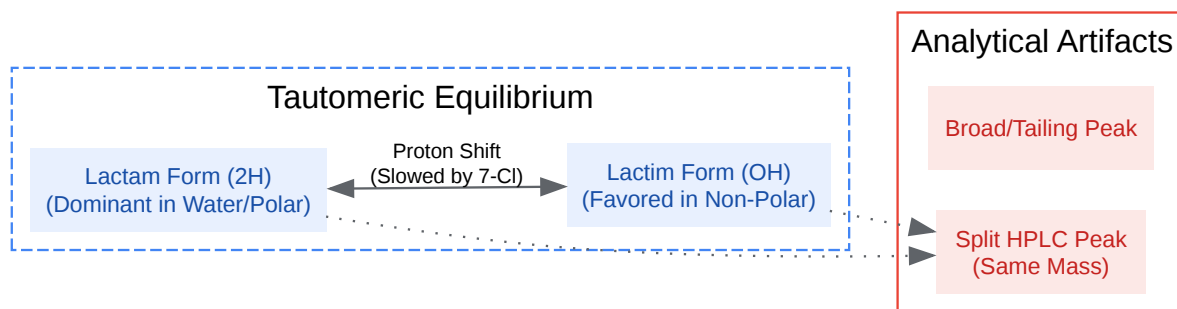 Analytical Artifacts
Tautomeric Equilibrium
Broad/Tailing Peak
Proton Shift
(Slowed by 7-Cl)
Lactam Form (2H)
(Dominant in Water/Polar)
Lactim Form (OH)
(Favored in Non-Polar)
Split HPLC Peak
(Same Mass)